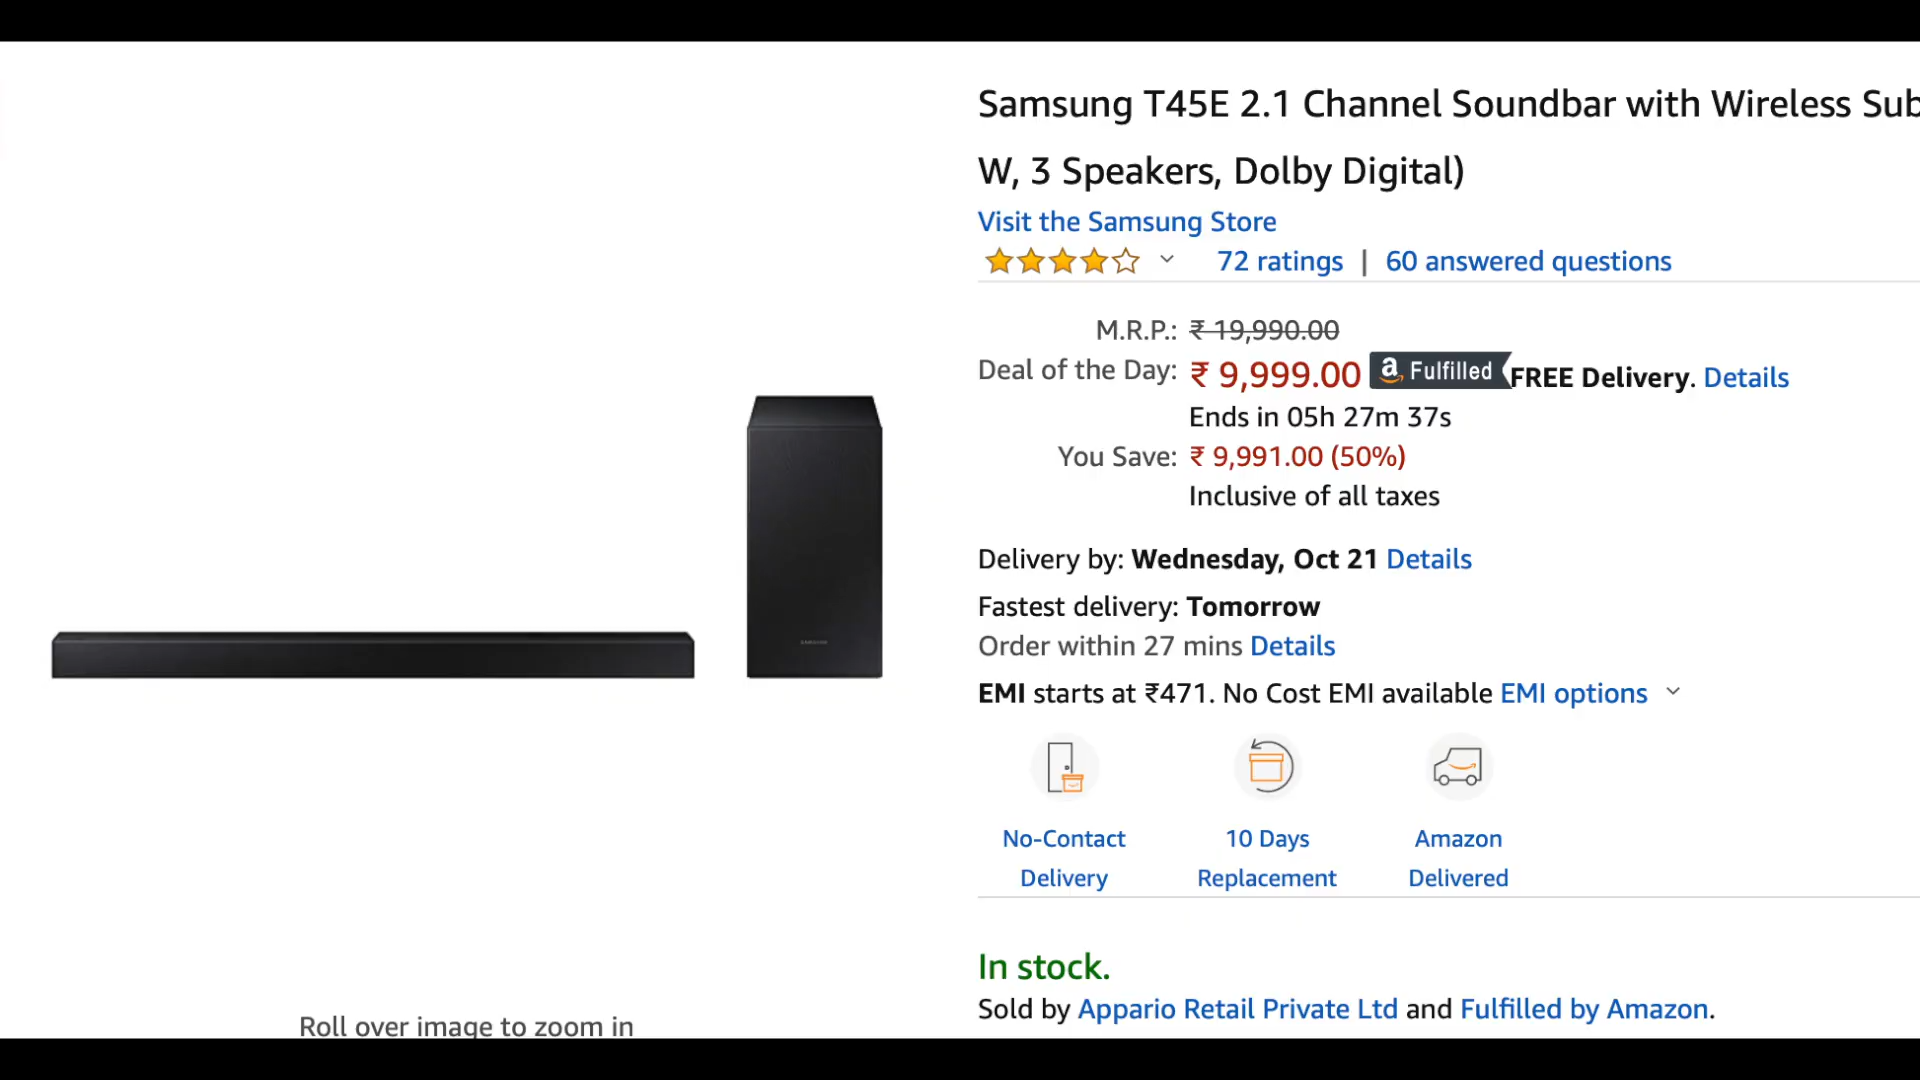 Samsung T45E 2.1 Channel Soundbar with Wireless Sub
W, 3 Speakers, Dolby Digital)
Visit the Samsung Store
72 ratings | 60 answered questions
M.R.P.: ₹ 19,990.00
Deal of the Day: ₹ 9,999.00 a Fulfilled FREE Delivery. Details
Ends in 05h 27m 37s
You Save: ₹ 9,991.00 (50%)
Inclusive of all taxes
Delivery by: Wednesday, Oct 21 Details
Fastest delivery: Tomorrow
Order within 27 mins Details
EMI starts at ₹471. No Cost EMI available EMI options
No-Contact Delivery
10 Days Replacement
Amazon Delivered
In stock.
Sold by Appario Retail Private Ltd and Fulfilled by Amazon.
SAMSUNG
Roll over image to zoom in